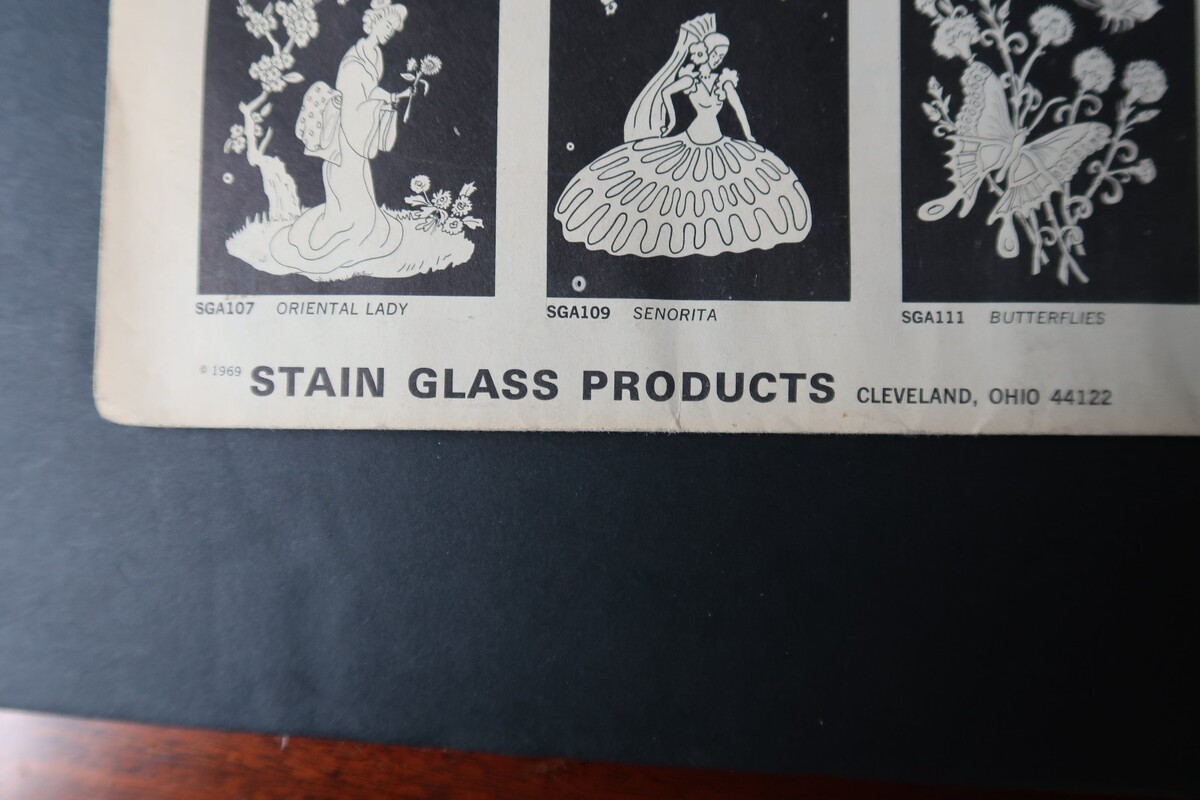 SGA107 ORIENTAL LADY
SGA109 SENORITA
SGA111 BUTTERFLIES
© 1969 STAIN GLASS PRODUCTS CLEVELAND, OHIO 44122